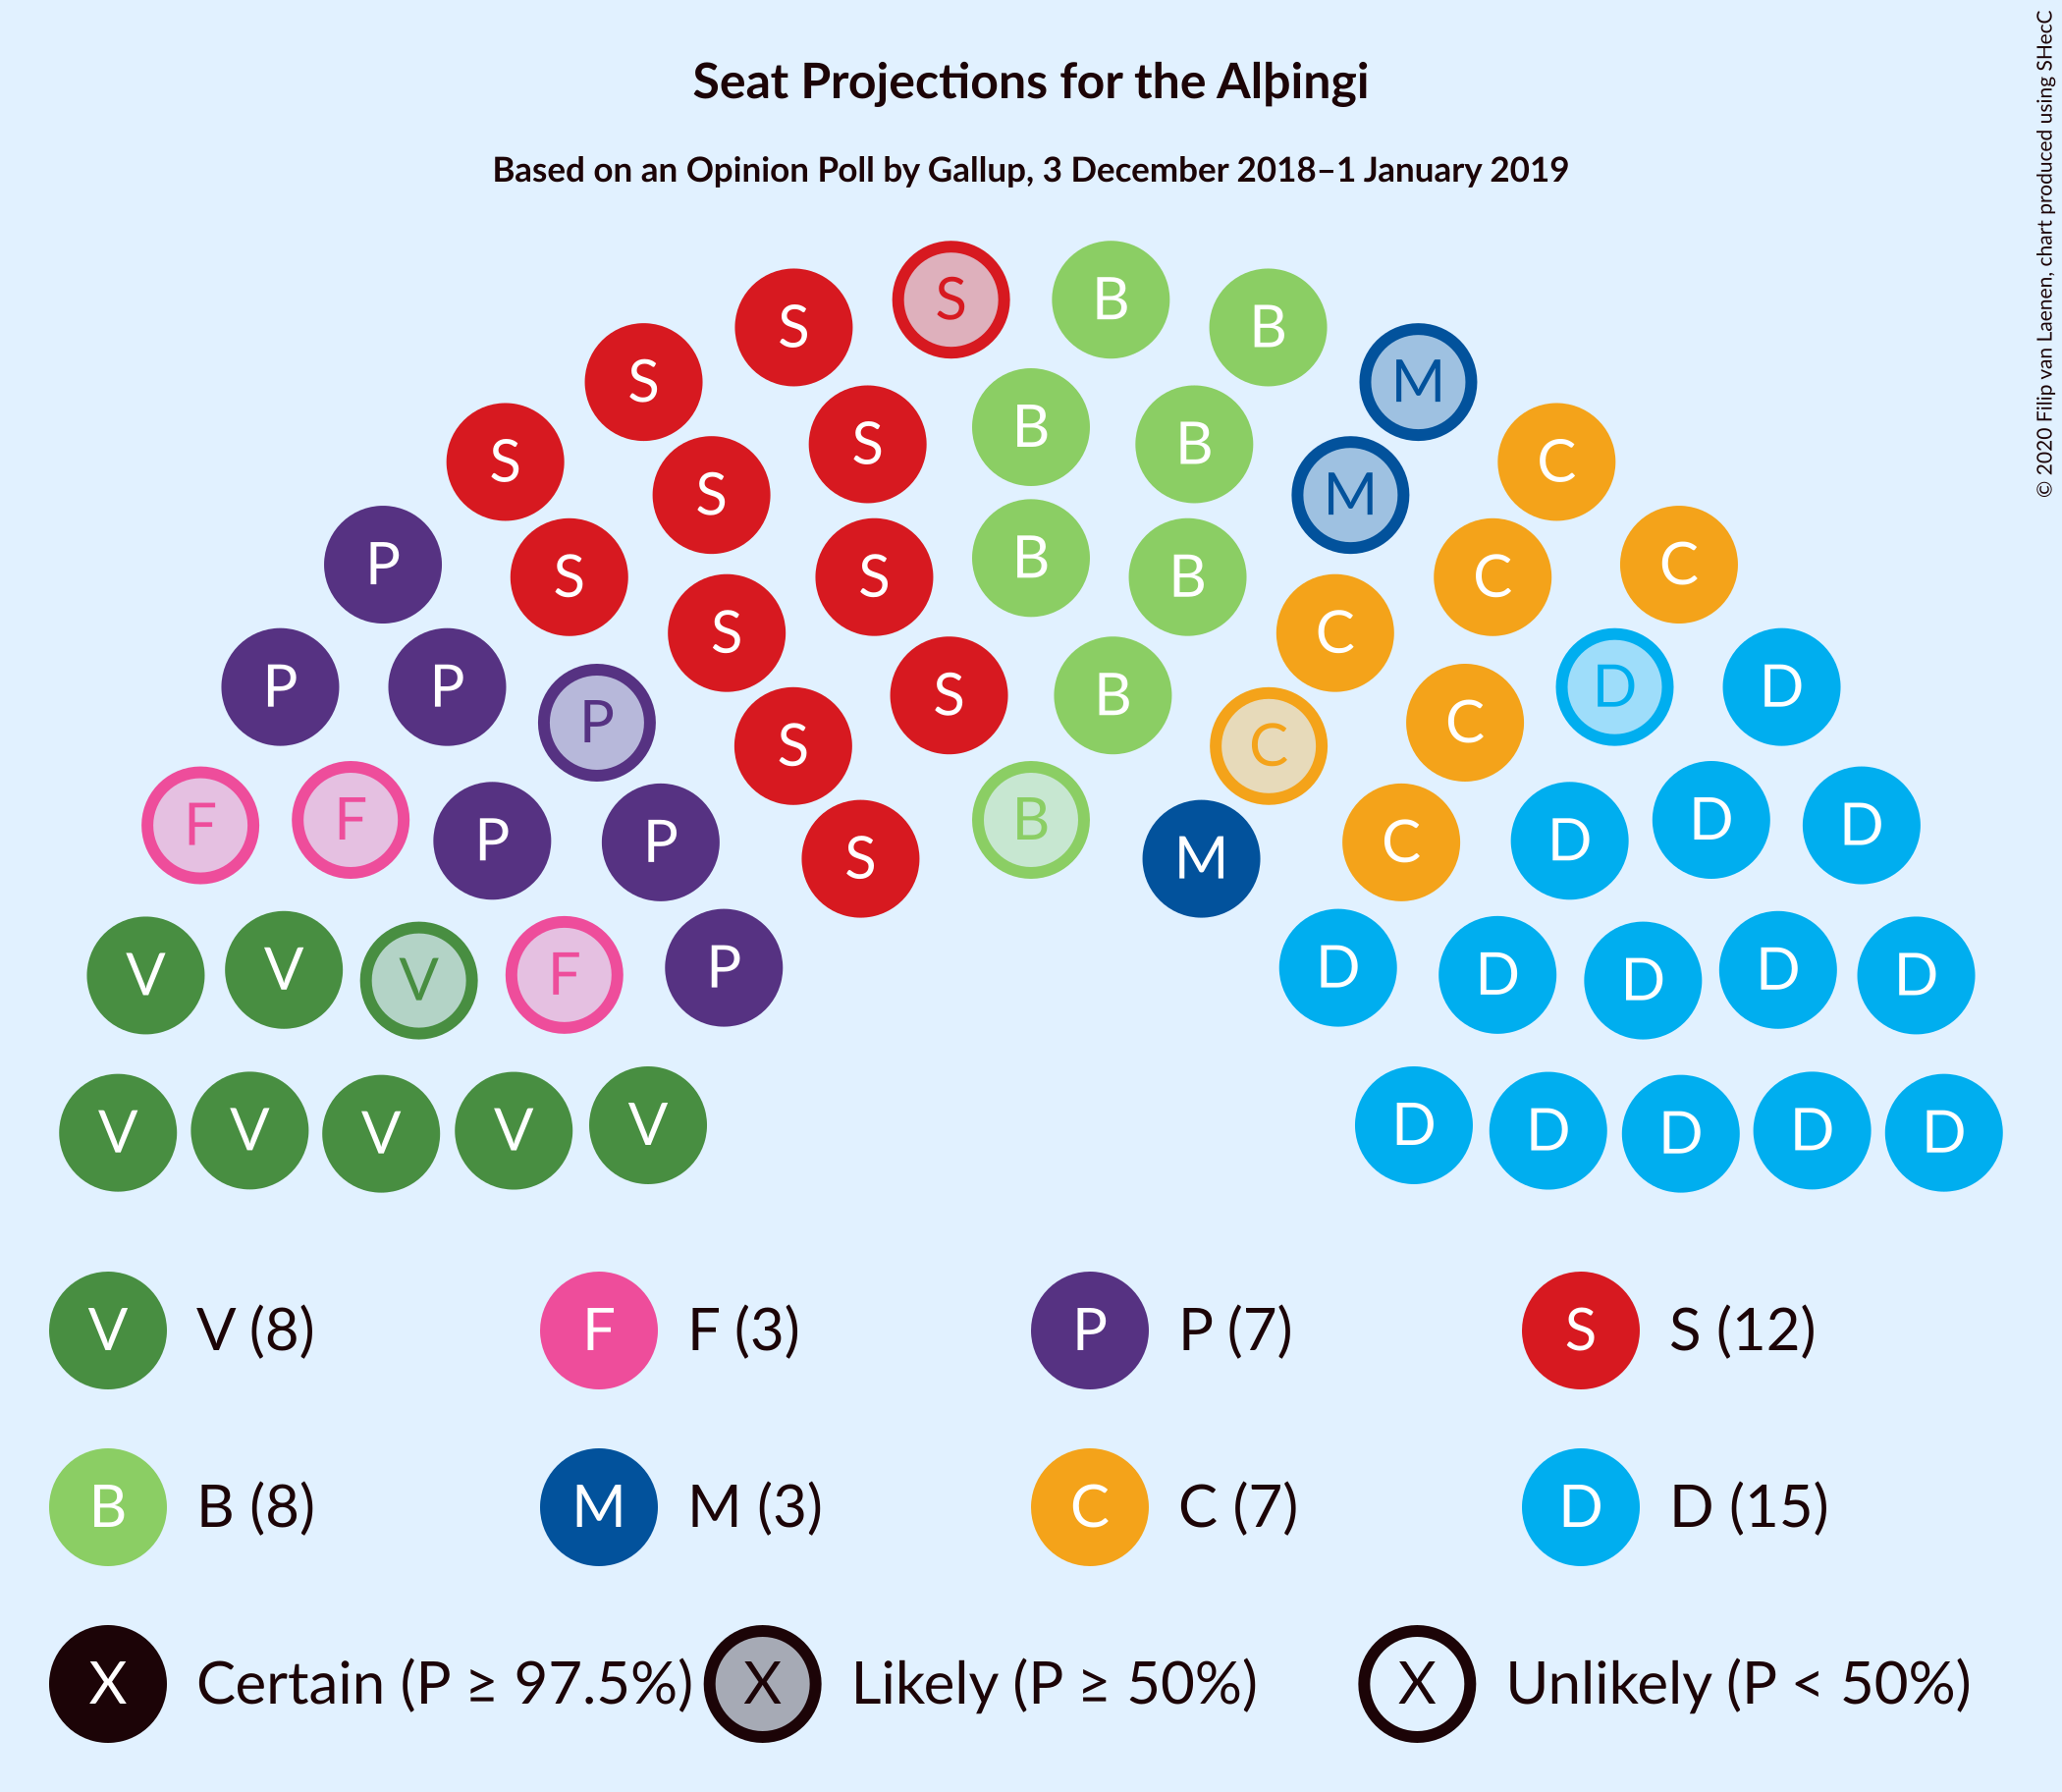 Seat Projections for the Alþingi
Based on an Opinion Poll by Gallup, 3 December 2018–1 January 2019
© 2020 Filip van Laenen, chart produced using SHecC
S B
S B
S M
S C
S B B
S M
P C
S B C
S B C
P P S C D D
P S S B C C
F F P P S B M C D D D
V V V F P D D D D D
V V V V V D D D D D
V V (8) F F (3) P P (7) S S (12)
B B (8) M M (3) C C (7) D D (15)
X Certain (P ≥ 97.5%) X Likely (P ≥ 50%) X Unlikely (P < 50%)